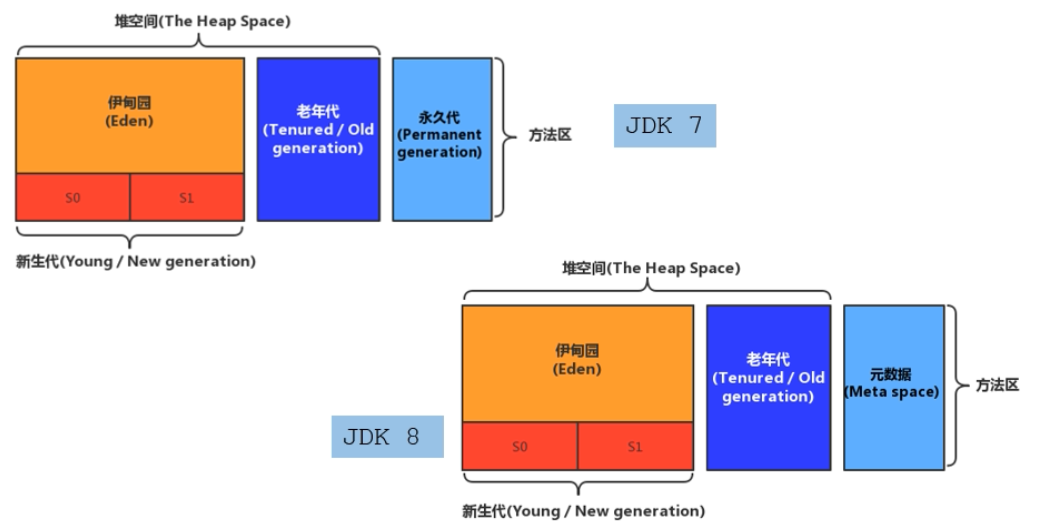 堆空间(The Heap Space)
伊甸园
(Eden)
老年代
(Tenured / Old
generation)
永久代
(Permanent
generation)
方法区
JDK 7
S0
S1
新生代(Young / New generation)
堆空间(The Heap Space)
伊甸园
(Eden)
老年代
(Tenured / Old
generation)
元数据
(Meta space)
方法区
JDK 8
S0
S1
新生代(Young / New generation)